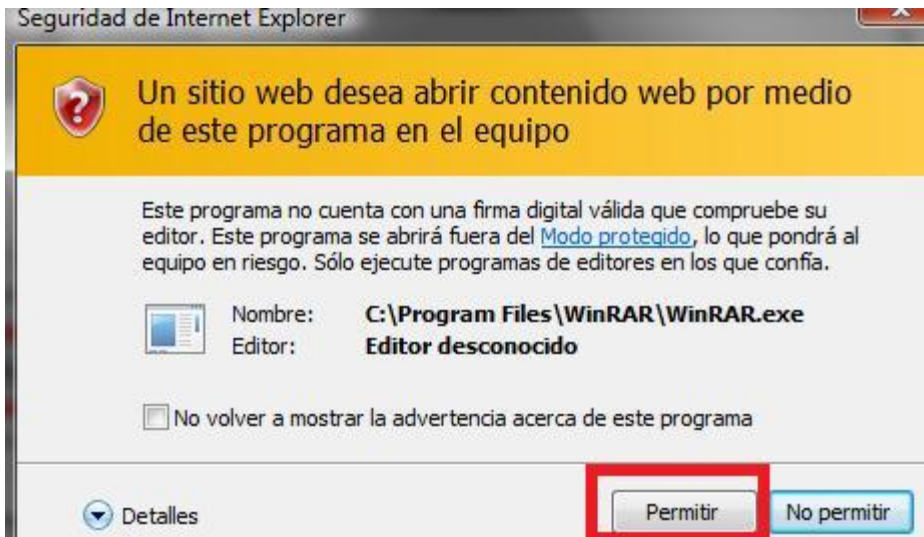 Seguridad de Internet Explorer
Un sitio web desea abrir contenido web por medio
de este programa en el equipo
Este programa no cuenta con una firma digital válida que compruebe su
editor. Este programa se abrirá fuera del Modo protegido, lo que pondrá al
equipo en riesgo. Sólo ejecute programas de editores en los que confía.
Nombre: C:\Program Files\WinRAR\WinRAR.exe
Editor: Editor desconocido
No volver a mostrar la advertencia acerca de este programa
Detalles Permitir No permitir